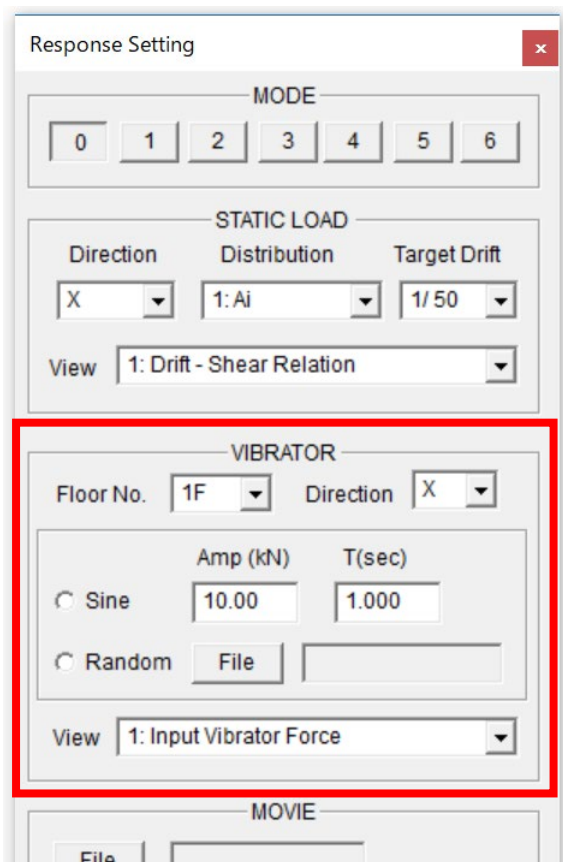 Response Setting
×
MODE
0 1 2 3 4 5 6
STATIC LOAD
Direction Distribution Target Drift
X 1: Ai 1/ 50
View 1: Drift - Shear Relation
VIBRATOR
Floor No. 1F Direction X
Amp (kN) T(sec)
Sine 10.00 1.000
Random File
View 1: Input Vibrator Force
MOVIE
File